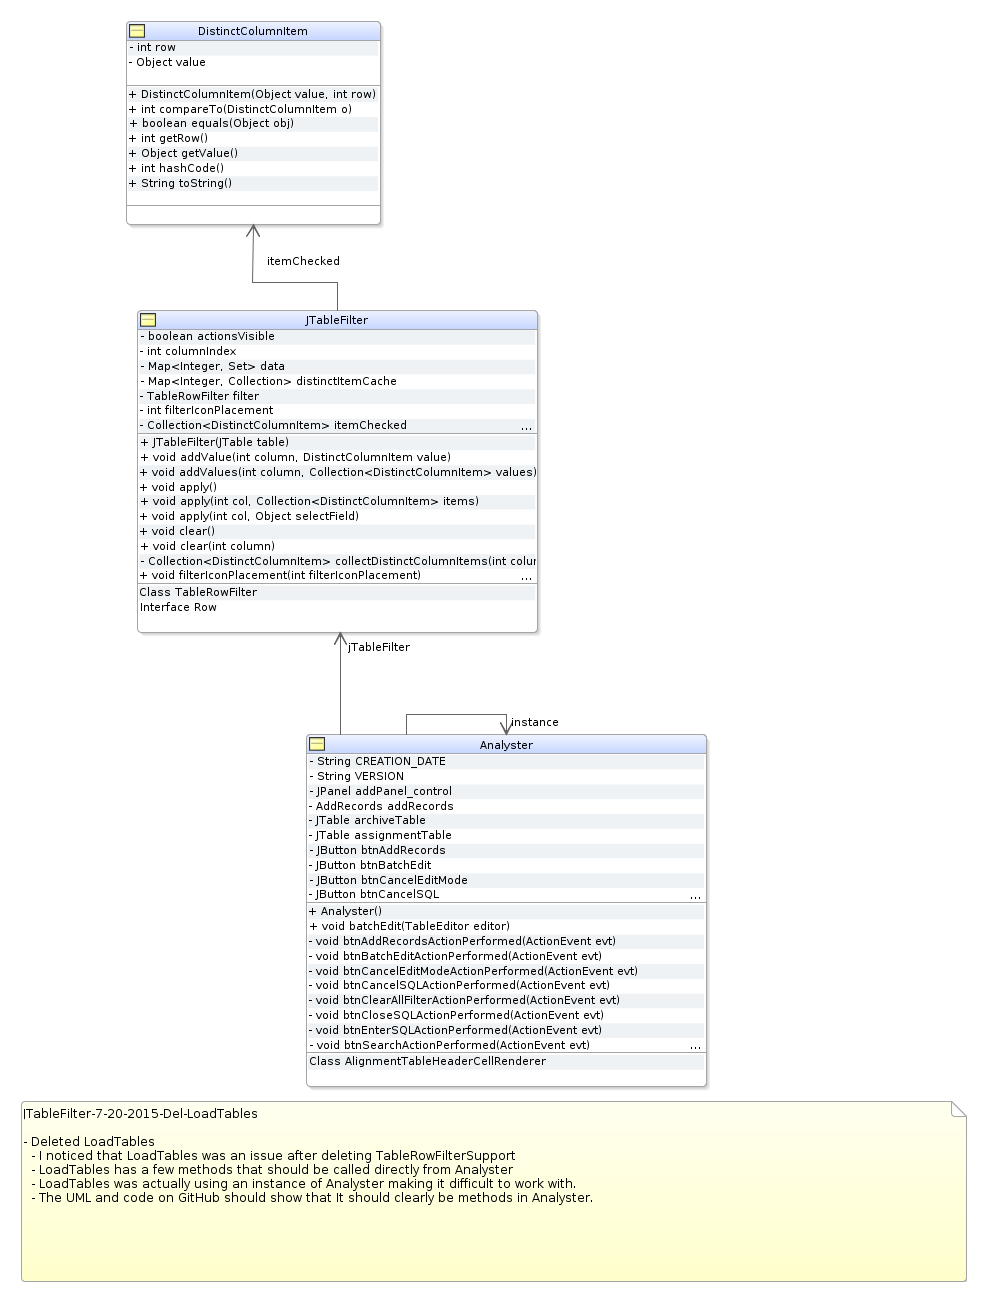 DistinctColumnItem
- int row
- Object value
+ DistinctColumnItem(Object value, int row)
+ int compareTo(DistinctColumnItem o)
+ boolean equals(Object obj)
+ int getRow()
+ Object getValue()
+ int hashCode()
+ String toString()
itemChecked
JTableFilter
- boolean actionsVisible
- int columnIndex
- Map<Integer, Set> data
- Map<Integer, Collection> distinctItemCache
- TableRowFilter filter
- int filterIconPlacement
- Collection<DistinctColumnItem> itemChecked ...
+ JTableFilter(JTable table)
+ void addValue(int column, DistinctColumnItem value)
+ void addValues(int column, Collection<DistinctColumnItem> values)
+ void apply()
+ void apply(int col, Collection<DistinctColumnItem> items)
+ void apply(int col, Object selectField)
+ void clear()
+ void clear(int column)
- Collection<DistinctColumnItem> collectDistinctColumnItems(int colu
+ void filterIconPlacement(int filterIconPlacement) ...
Class TableRowFilter
Interface Row
jTableFilter
instance
Analyster
- String CREATION_DATE
- String VERSION
- JPanel addPanel_control
- AddRecords addRecords
- JTable archiveTable
- JTable assignmentTable
- JButton btnAddRecords
- JButton btnBatchEdit
- JButton btnCancelEditMode
- JButton btnCancelSQL ...
+ Analyster()
+ void batchEdit(TableEditor editor)
- void btnAddRecordsActionPerformed(ActionEvent evt)
- void btnBatchEditActionPerformed(ActionEvent evt)
- void btnCancelEditModeActionPerformed(ActionEvent evt)
- void btnCancelSQLActionPerformed(ActionEvent evt)
- void btnClearAllFilterActionPerformed(ActionEvent evt)
- void btnCloseSQLActionPerformed(ActionEvent evt)
- void btnEnterSQLActionPerformed(ActionEvent evt)
- void btnSearchActionPerformed(ActionEvent evt) ...
Class AlignmentTableHeaderCellRenderer
JTableFilter-7-20-2015-Del-LoadTables
- Deleted LoadTables
- I noticed that LoadTables was an issue after deleting TableRowFilterSupport
- LoadTables has a few methods that should be called directly from Analyster
- LoadTables was actually using an instance of Analyster making it difficult to work with.
- The UML and code on GitHub should show that It should clearly be methods in Analyster.